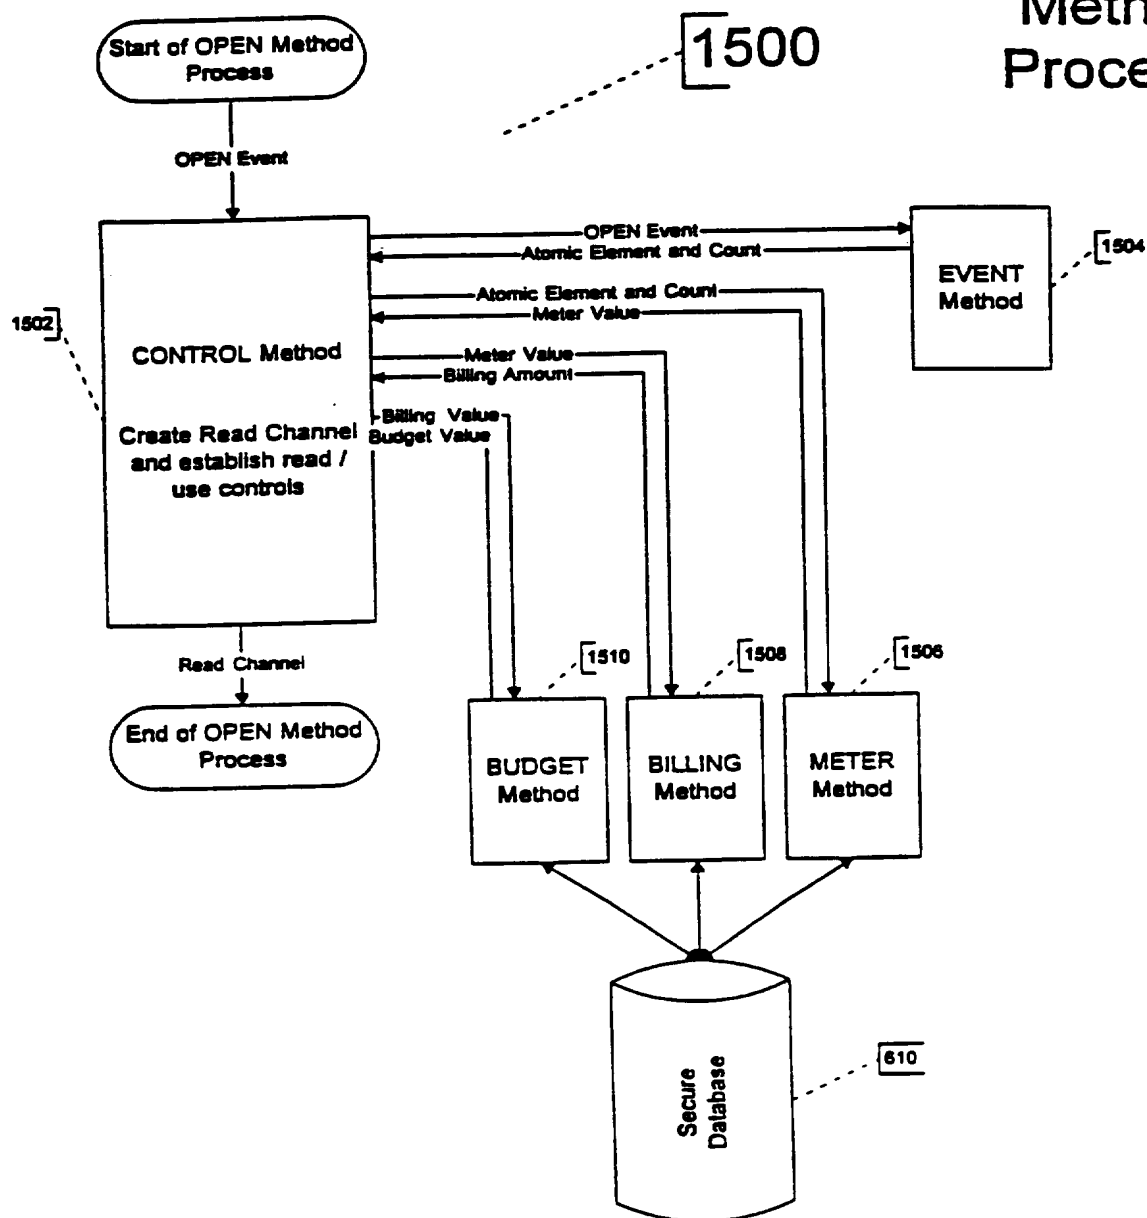 Start of OPEN Method
Process
1500
OPEN Event
OPEN Event
Atomic Element and Count
EVENT
Method
1504
Atomic Element and Count
Meter Value
1502
CONTROL Method
Meter Value
Billing Amount
Billing Value
Budget Value
Create Read Channel
and establish read /
use controls
Read Channel
1510
1508
1506
End of OPEN Method
Process
BUDGET
Method
BILLING
Method
METER
Method
Secure
Database
610